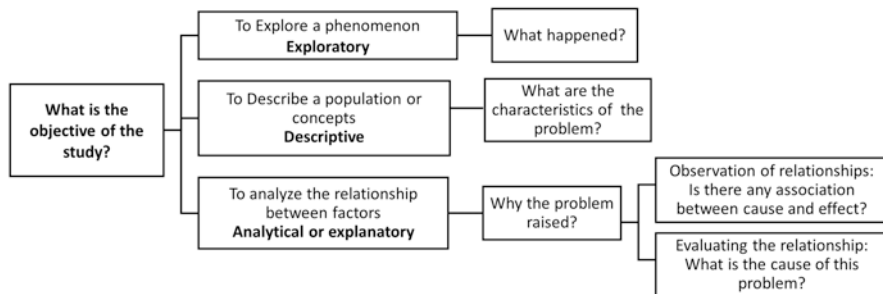 What is the
objective of the
study?
To Explore a phenomenon
Exploratory
What happened?
To Describe a population or
concepts
Descriptive
What are the
characteristics of the
problem?
To analyze the relationship
between factors
Analytical or explanatory
Why the problem
raised?
Observation of relationships:
Is there any association
between cause and effect?
Evaluating the relationship:
What is the cause of this
problem?